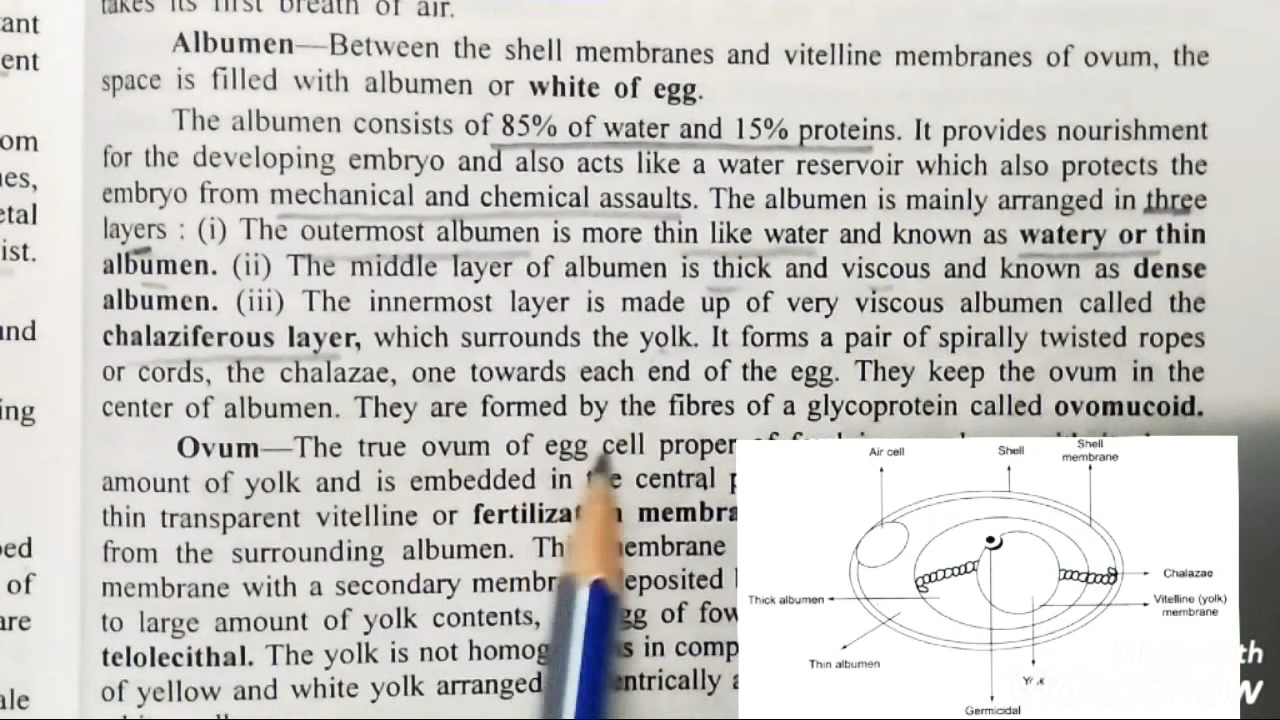 takes its first breath of air.
Albumen—Between the shell membranes and vitelline membranes of ovum, the
space is filled with albumen or white of egg.
The albumen consists of 85% of water and 15% proteins. It provides nourishment
for the developing embryo and also acts like a water reservoir which also protects the
embryo from mechanical and chemical assaults. The albumen is mainly arranged in three
layers : (i) The outermost albumen is more thin like water and known as watery or thin
albumen. (ii) The middle layer of albumen is thick and viscous and known as dense
albumen. (iii) The innermost layer is made up of very viscous albumen called the
chalaziferous layer, which surrounds the yolk. It forms a pair of spirally twisted ropes
or cords, the chalazae, one towards each end of the egg. They keep the ovum in the
center of albumen. They are formed by the fibres of a glycoprotein called ovomucoid.
Ovum—The true ovum of egg cell proper of
amount of yolk and is embedded in the central
thin transparent vitelline or
from the surrounding albumen.
membrane with a secondary
to large amount of yolk contents, of
telolecithal. The yolk is not in
of yellow and white yolk arranged
ant
ent
om
nes,
etal
ist.
and
ing
ped
of
are
ale
Air cell
Shell
Shell
membrane
Chalazae
Vitelline (yolk)
membrane
Thick albumen
Thin albumen
Germicidal